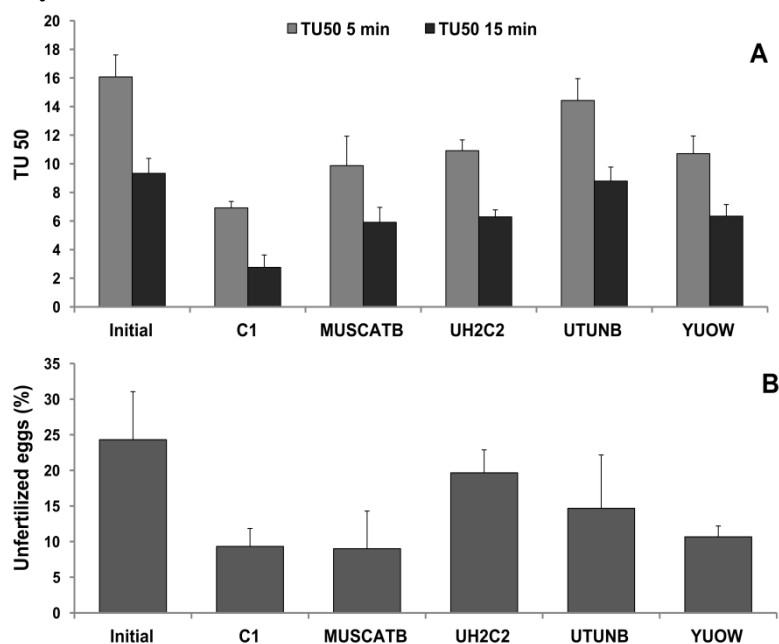 20
TU50 5 min TU50 15 min
A
18
16
14
12
10
8
6
4
2
0
TU 50
Initial C1 MUSCATB UH2C2 UTUNB YUOW
35
B
30
25
20
15
10
5
0
Unfertilized eggs (%)
Initial C1 MUSCATB UH2C2 UTUNB YUOW